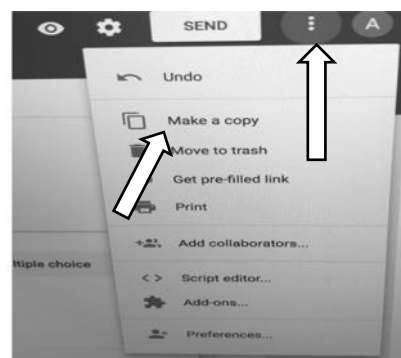 SEND
A
Undo
Make a copy
Move to trash
Get pre-filled link
Print
Add collaborators...
ltiple choice
< > Script editor...
Add-ons...
Preferences...